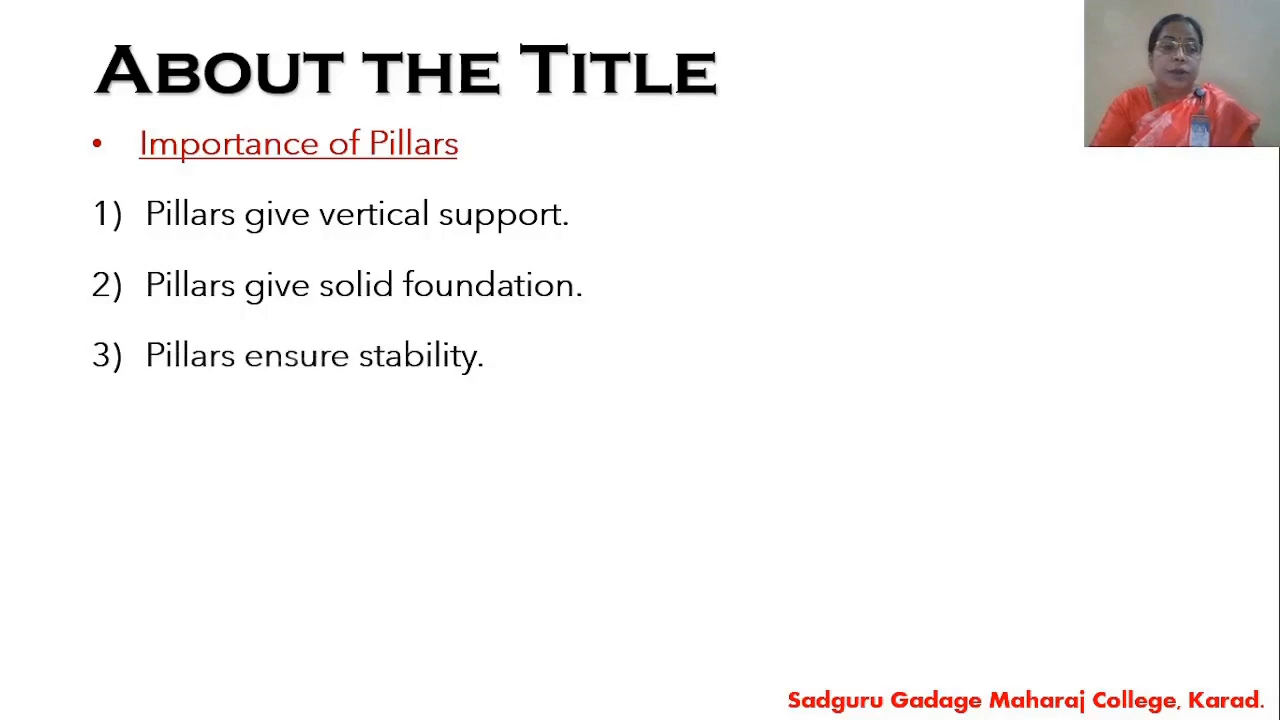 About the Title
• Importance of Pillars
1) Pillars give vertical support.
2) Pillars give solid foundation.
3) Pillars ensure stability.
Sadguru Gadage Maharaj College, Karad.